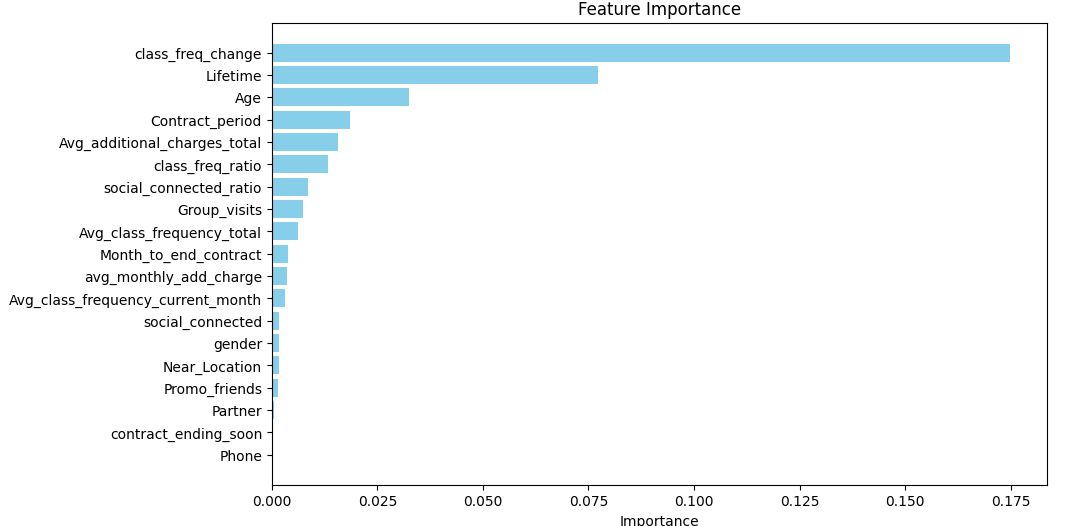 Feature Importance
class_freq_change
Lifetime
Age
Contract_period
Avg_additional_charges_total
class_freq_ratio
social_connected_ratio
Group_visits
Avg_class_frequency_total
Month_to_end_contract
avg_monthly_add_charge
Avg_class_frequency_current_month
social_connected
gender
Near_Location
Promo_friends
Partner
contract_ending_soon
Phone
0.000 0.025 0.050 0.075 0.100 0.125 0.150 0.175
Importance